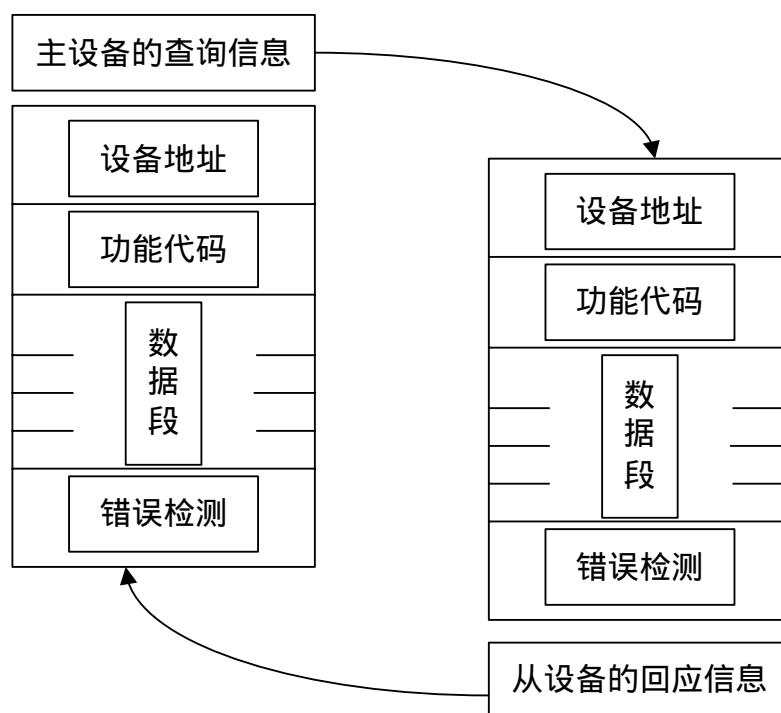 主设备的查询信息
设备地址
功能代码
数
据
段
错误检测
设备地址
功能代码
数
据
段
错误检测
从设备的回应信息